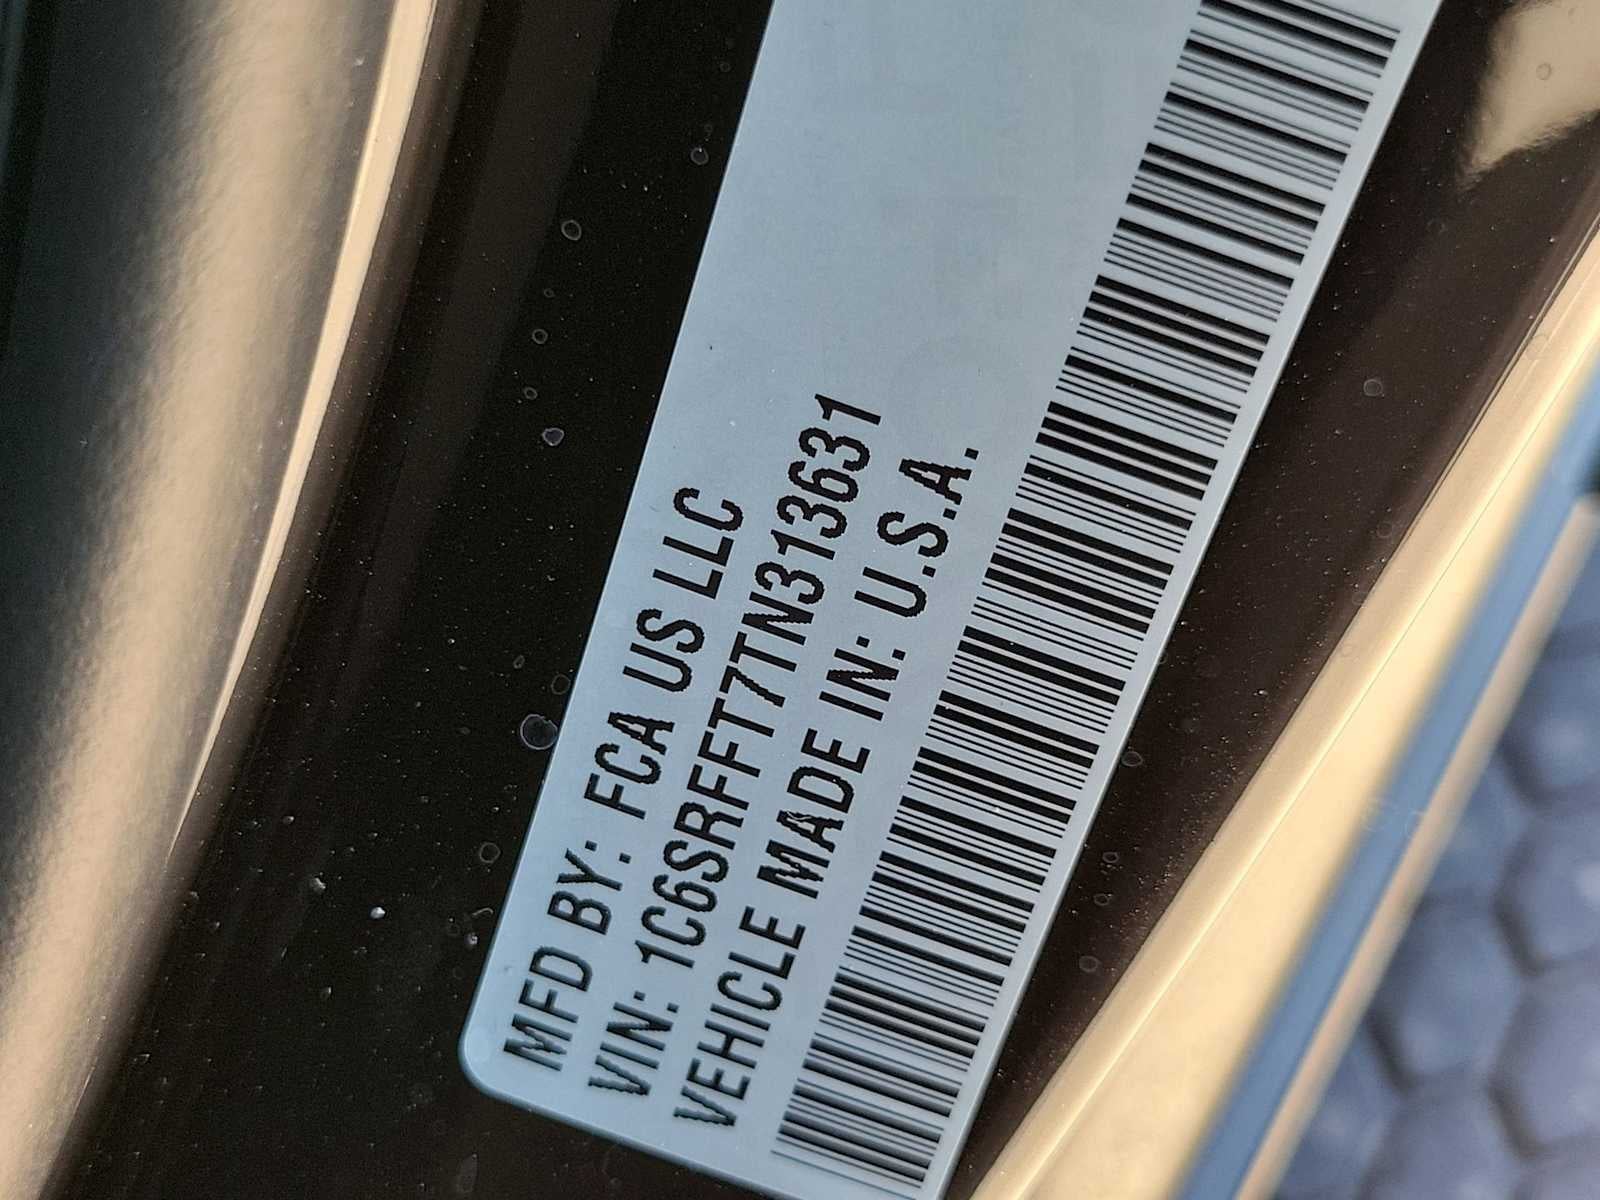 MFD BY: FCA US LLC
VIN: 1C6SRFFT7TN313631
VEHICLE MADE IN: U.S.A.